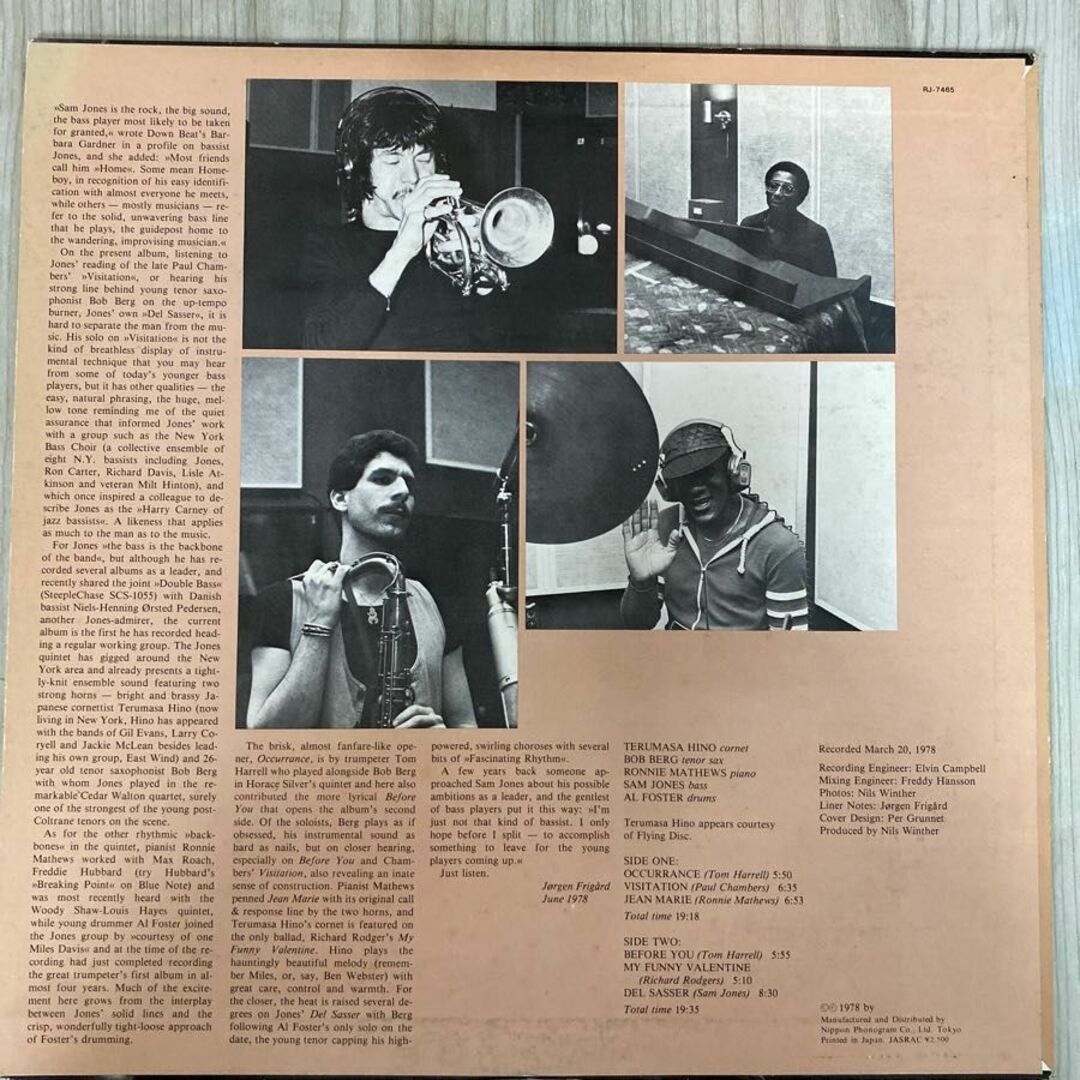 RJ-7465
»Sam Jones is the rock, the big sound,
the bass player most likely to be taken
for granted,« wrote Down Beat's Bar-
bara Gardner in a profile on bassist
Jones, and she added: »Most friends
call him »Home«. Some mean Home-
boy, in recognition of his easy identifi-
cation with almost everyone he meets,
while others — mostly musicians — re-
fer to the solid, unwavering bass line
that he plays, the guidepost home to
the wandering, improvising musician.«
On the present album, listening to
Jones' reading of the late Paul Cham-
bers' »Visitation«, or hearing his
strong line behind young tenor saxo-
phonist Bob Berg on the up-tempo
burner, Jones' own »Del Sasser«, it is
hard to separate the man from the mu-
sic. His solo on »Visitation« is not the
kind of breathless display of instru-
mental technique that you may hear
from some of today's younger bass
players, but it has other qualities — the
easy, natural phrasing, the huge, mel-
low tone reminding me of the quiet
assurance that informed Jones' work
with a group such as the New York
Bass Choir (a collective ensemble of
eight N.Y. bassists including Jones,
Ron Carter, Richard Davis, Lisle At-
kinson and veteran Milt Hinton), and
which once inspired a colleague to de-
scribe Jones as the »Harry Carney of
jazz bassists«. A likeness that applies
as much to the man as to the music.
For Jones »the bass is the backbone
of the band«, but although he has re-
corded several albums as a leader, and
recently shared the joint »Double Bass«
(SteepleChase SCS-1055) with Danish
bassist Niels-Henning Ørsted Pedersen,
another Jones-admirer, the current
album is the first he has recorded head-
ing a regular working group. The Jones
quintet has gigged around the New
York area and already presents a tight-
ly-knit ensemble sound featuring two
strong horns — bright and brassy Ja-
panese cornettist Terumasa Hino (now
living in New York, Hino has appeared
with the bands of Gil Evans, Larry Co-
ryell and Jackie McLean besides lead-
ing his own group, East Wind) and 26-
year old tenor saxophonist Bob Berg
with whom Jones played in the re-
markable Cedar Walton quartet, surely
one of the strongest of the young post-
Coltrane tenors on the scene.
As for the other rhythmic »back-
bones« in the quintet, pianist Ronnie
Mathews worked with Max Roach,
Freddie Hubbard (try Hubbard's
»Breaking Point« on Blue Note) and
was most recently heard with the
Woody Shaw-Louis Hayes quintet,
while young drummer Al Foster joined
the Jones group by »courtesy of one
Miles Davis« and at the time of the re-
cording had just completed recording
the great trumpeter's first album in al-
most four years. Much of the excite-
ment here grows from the interplay
between Jones' solid lines and the
crisp, wonderfully tight-loose approach
of Foster's drumming.
The brisk, almost fanfare-like ope-
ner, Occurrance, is by trumpeter Tom
Harrell who played alongside Bob Berg
in Horace Silver's quintet and here also
contributed the more lyrical Before
You that opens the album's second
side. Of the soloists, Berg plays as if
obsessed, his instrumental sound as
hard as nails, but on closer hearing,
especially on Before You and Cham-
bers' Visitation, also revealing an inate
sense of construction. Pianist Mathews
penned Jean Marie with its original call
& response line by the two horns, and
Terumasa Hino's cornet is featured on
the only ballad, Richard Rodger's My
Funny Valentine. Hino plays the
hauntingly beautiful melody (remem-
ber Miles, or, say, Ben Webster) with
great care, control and warmth. For
the closer, the heat is raised several de-
grees on Jones' Del Sasser with Berg
following Al Foster's only solo on the
date, the young tenor capping his high-
powered, swirling choroses with several
bits of »Fascinating Rhythm«.
A few years back someone ap-
proached Sam Jones about his possible
ambitions as a leader, and the gentlest
of bass players put it this way: »I'm
just not that kind of bassist. I only
hope before I split — to accomplish
something to leave for the young
players coming up.«
Just listen.
Jørgen Frigård
June 1978
TERUMASA HINO cornet
BOB BERG tenor sax
RONNIE MATHEWS piano
SAM JONES bass
AL FOSTER drums
Terumasa Hino appears courtesy
of Flying Disc.
SIDE ONE:
OCCURRANCE (Tom Harrell) 5:50
VISITATION (Paul Chambers) 6:35
JEAN MARIE (Ronnie Mathews) 6:53
Total time 19:18
SIDE TWO:
BEFORE YOU (Tom Harrell) 5:55
MY FUNNY VALENTINE
(Richard Rodgers) 5:10
DEL SASSER (Sam Jones) 8:30
Total time 19:35
Recorded March 20, 1978
Recording Engineer: Elvin Campbell
Mixing Engineer: Freddy Hansson
Photos: Nils Winther
Liner Notes: Jørgen Frigård
Cover Design: Per Grunnet
Produced by Nils Winther
©℗ 1978 by
Manufactured and Distributed by
Nippon Phonogram Co., Ltd. Tokyo
Printed in Japan. JASRAC ¥2,500